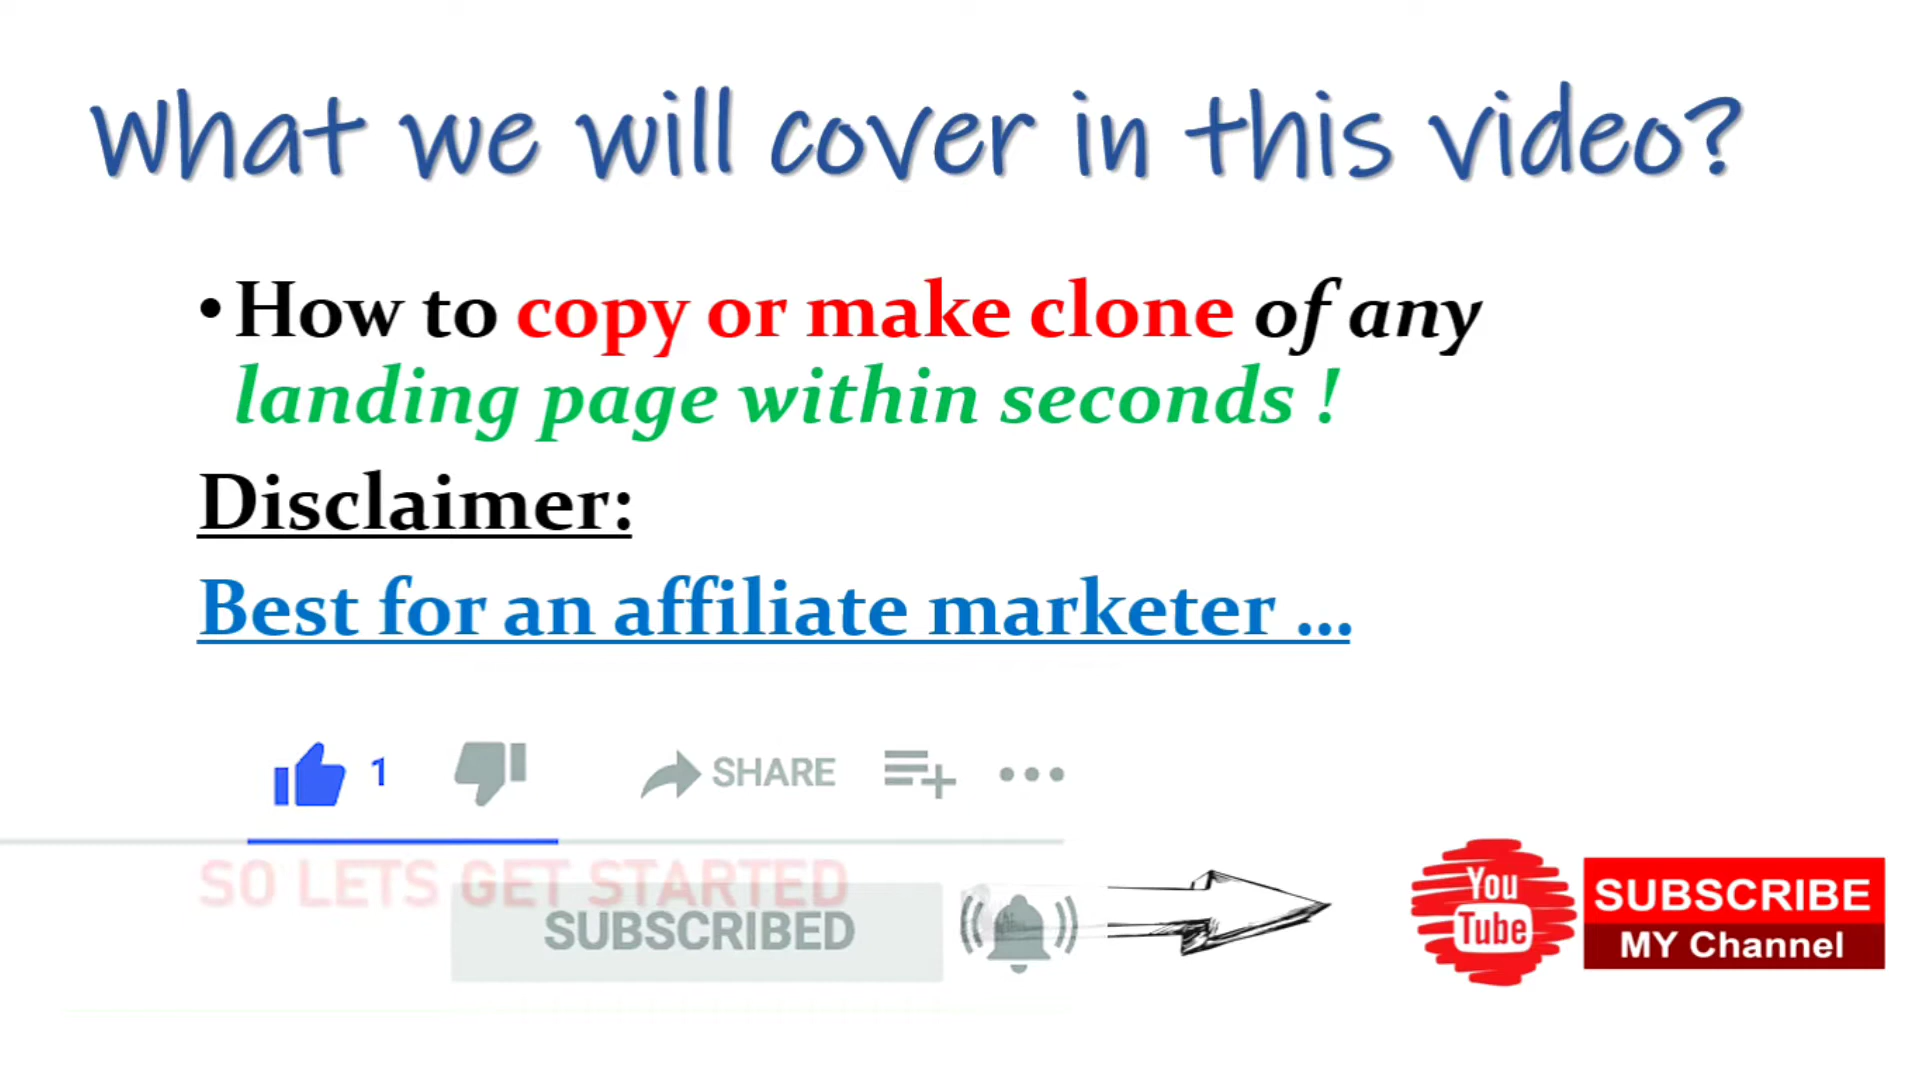 What we will cover in this video?
• How to copy or make clone of any
landing page within seconds !
Disclaimer:
Best for an affiliate marketer ...
1 SHARE
SO LETS GET STARTED
SUBSCRIBED
You
Tube
SUBSCRIBE
MY Channel